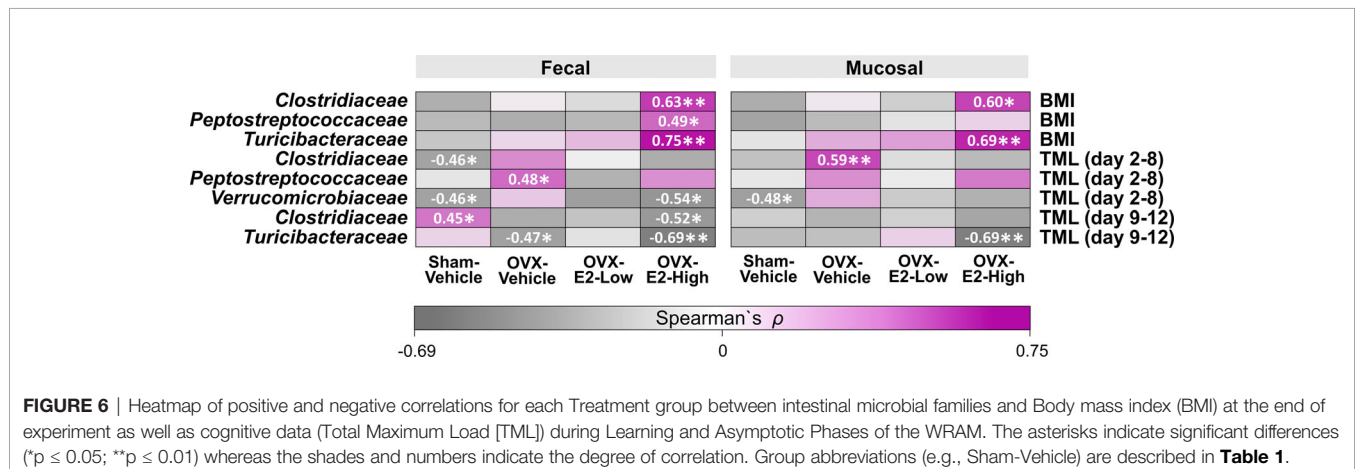 Fecal Mucosal
Clostridiaceae 0.63** 0.60* BMI
Peptostreptococcaceae 0.49* BMI
Turicibacteraceae 0.75** 0.69** BMI
Clostridiaceae -0.46* 0.59** TML (day 2-8)
Peptostreptococcaceae 0.48* TML (day 2-8)
Verrucomicrobiaceae -0.46* -0.54* -0.48* TML (day 2-8)
Clostridiaceae 0.45* -0.52* TML (day 9-12)
Turicibacteraceae -0.47* -0.69** -0.69** TML (day 9-12)
Sham- OVX- OVX- OVX- Sham- OVX- OVX- OVX-
Vehicle Vehicle E2-Low E2-High Vehicle Vehicle E2-Low E2-High
Spearman`s ρ
-0.69 0 0.75
FIGURE 6 | Heatmap of positive and negative correlations for each Treatment group between intestinal microbial families and Body mass index (BMI) at the end of
experiment as well as cognitive data (Total Maximum Load [TML]) during Learning and Asymptotic Phases of the WRAM. The asterisks indicate significant differences
(*p ≤ 0.05; **p ≤ 0.01) whereas the shades and numbers indicate the degree of correlation. Group abbreviations (e.g., Sham-Vehicle) are described in Table 1.